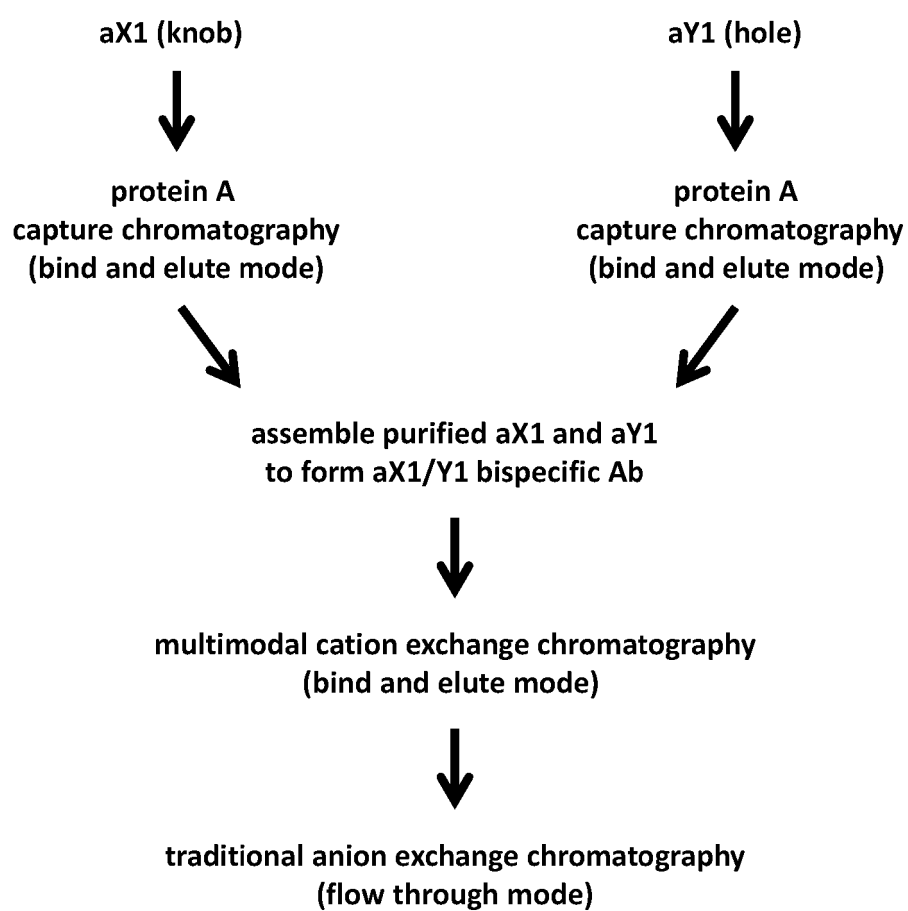 aX1 (knob)
aY1 (hole)
protein A
capture chromatography
(bind and elute mode)
protein A
capture chromatography
(bind and elute mode)
assemble purified aX1 and aY1
to form aX1/Y1 bispecific Ab
multimodal cation exchange chromatography
(bind and elute mode)
traditional anion exchange chromatography
(flow through mode)